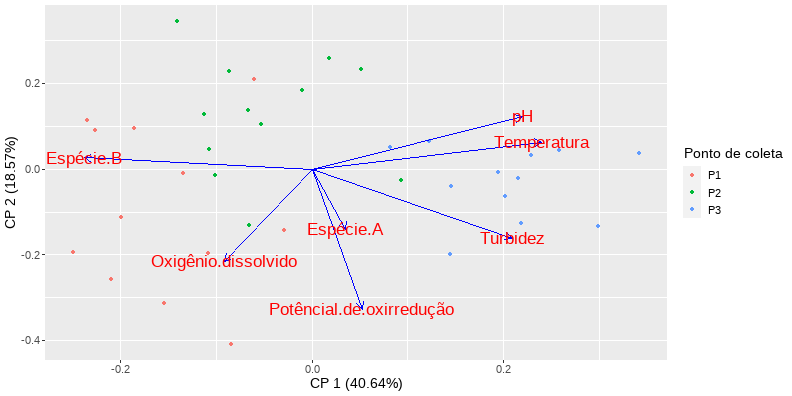 0.2
0.0
-0.2
-0.4
CP 2 (18.57%)
pH
Temperatura
Espécie.B
Espécie.A
Turbidez
Oxigênio.dissolvido
Potêncial.de.oxirredução
-0.2
0.0
0.2
CP 1 (40.64%)
Ponto de coleta
P1
P2
P3